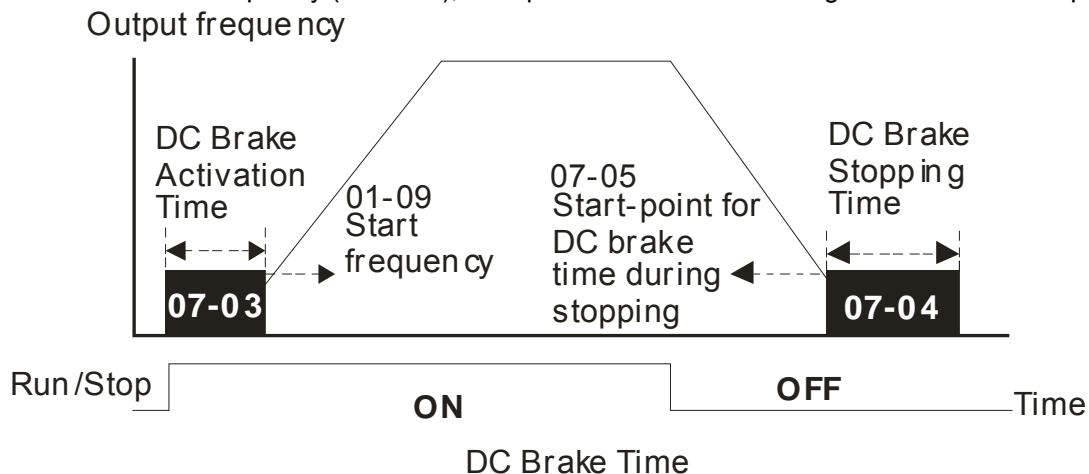 Output frequency
DC Brake
Activation
Time
01-09
Start
frequency
07-05
Start-point for
DC brake
time during
stopping
DC Brake
Stopping
Time
07-03
07-04
Run/Stop
ON
OFF
Time
DC Brake Time